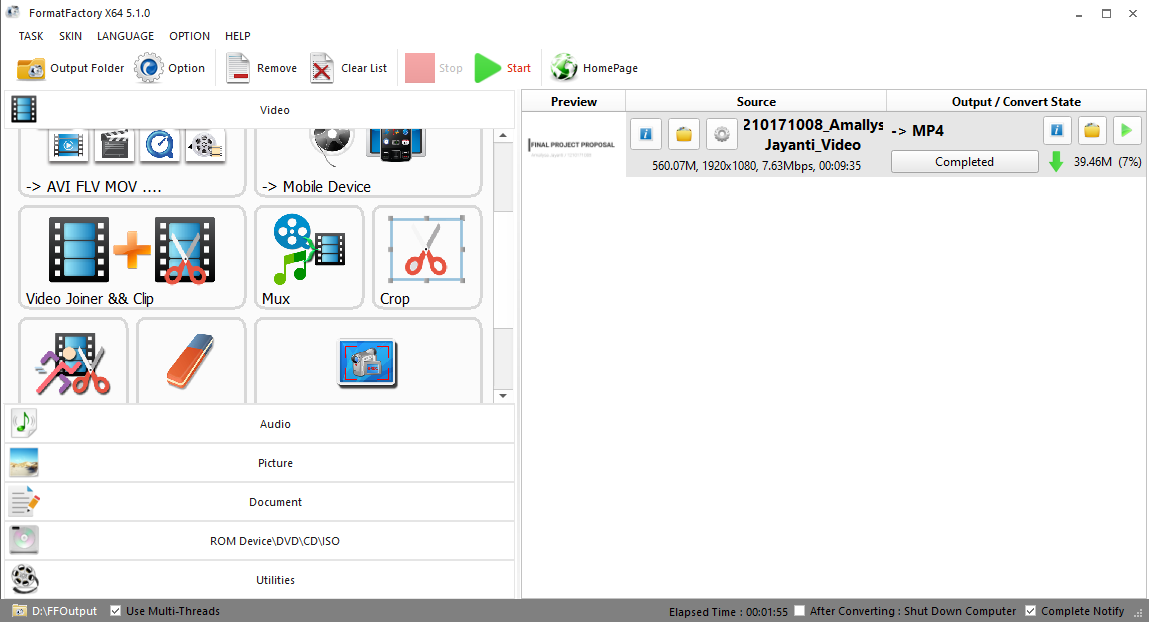 FormatFactory X64 5.1.0
TASK SKIN LANGUAGE OPTION HELP
Output Folder Option Remove Clear List Stop Start HomePage
Video
-> AVI FLV MOV ....
-> Mobile Device
Video Joiner && Clip
Mux
Crop
Audio
Picture
Document
ROM Device\DVD\CD\ISO
Utilities
Preview Source Output / Convert State
FINAL PROJECT PROPOSAL
210171008_Amallys
Jayanti_Video
560.07M, 1920x1080, 7.63Mbps, 00:09:35
-> MP4
Completed
39.46M (7%)
D:\FFOutput Use Multi-Threads Elapsed Time : 00:01:55 After Converting : Shut Down Computer Complete Notify